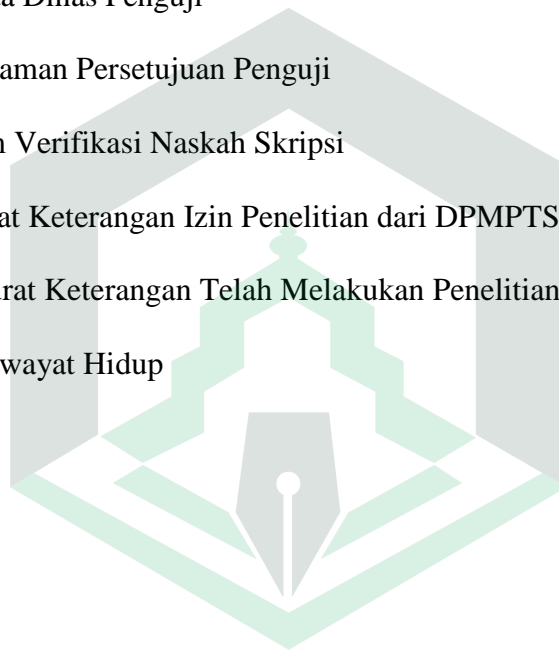 a Dinas Penguji
aman Persetujuan Penguji
n Verifikasi Naskah Skripsi
at Keterangan Izin Penelitian dari DPMPTS
rat Keterangan Telah Melakukan Penelitian
wayat Hidup